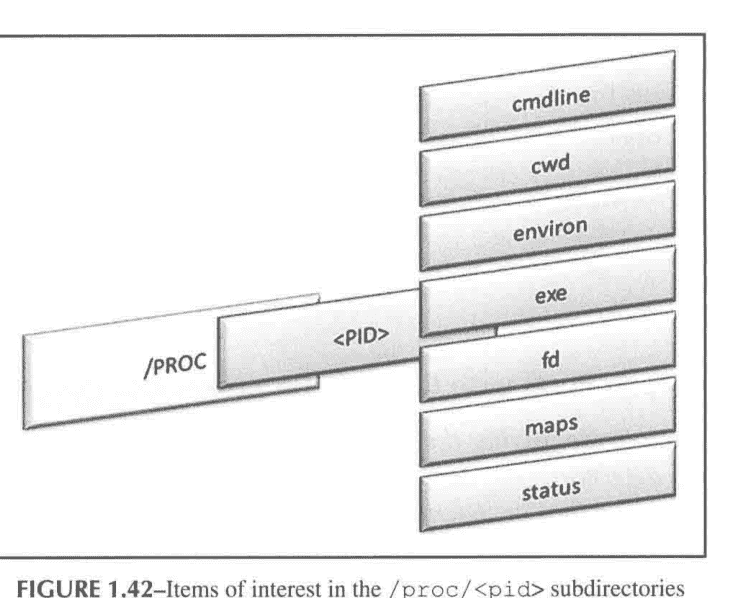 cmdline
cwd
environ
exe
/PROC
<PID>
fd
maps
status
FIGURE 1.42–Items of interest in the /proc/<pid> subdirectories